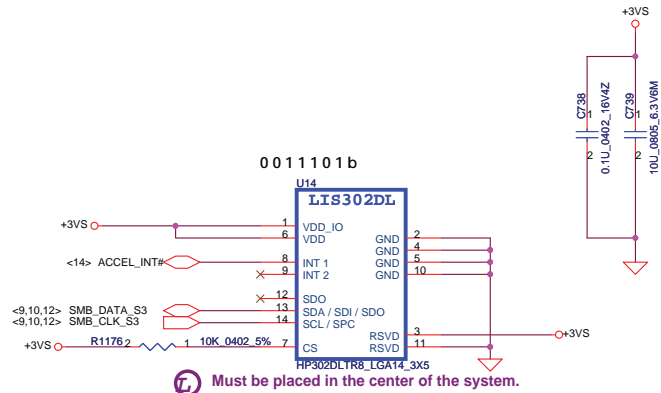 +3VS
C738
0.1U_0402_16V4Z
C739
10U_0805_6.3V6M
1
2
1
2
0011101b
U14
LIS302DL
+3VS
1 VDD_IO
6 VDD
GND 2
GND 4
<14> ACCEL_INT# 8 INT 1
GND 5
9 INT 2
GND 10
12 SDO
<9,10,12> SMB_DATA_S3 13 SDA / SDI / SDO
<9,10,12> SMB_CLK_S3 14 SCL / SPC
RSVD 3 +3VS
+3VS R1176 2 1 10K_0402_5% 7 CS
RSVD 11
HP302DLTR8_LGA14_3X5
Must be placed in the center of the system.